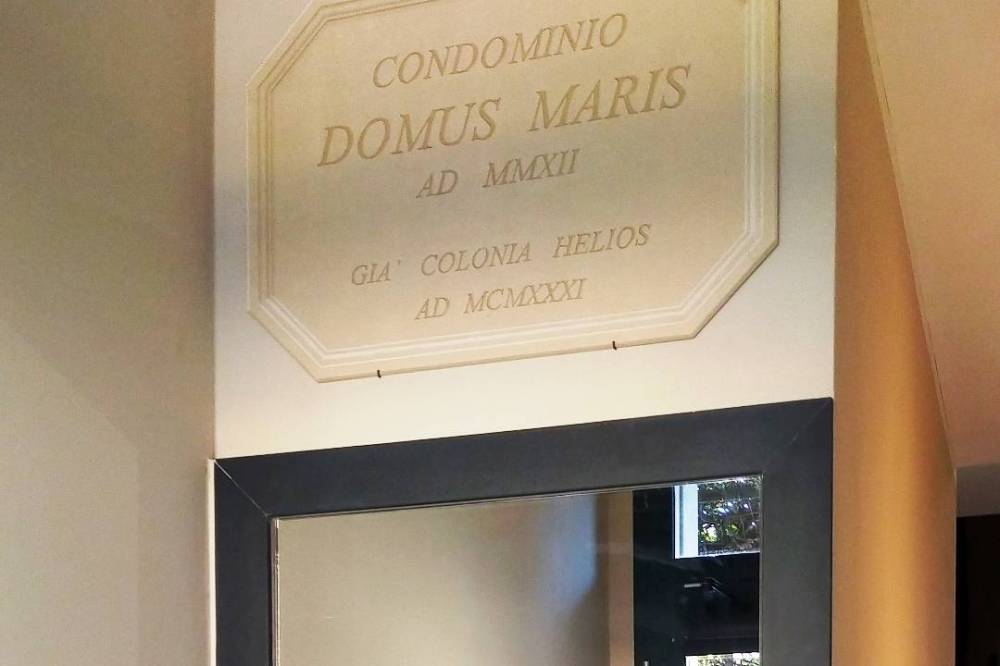 CONDOMINIO
DOMUS MARIS
AD MMXII
GIA' COLONIA HELIOS
AD MCMXXXI